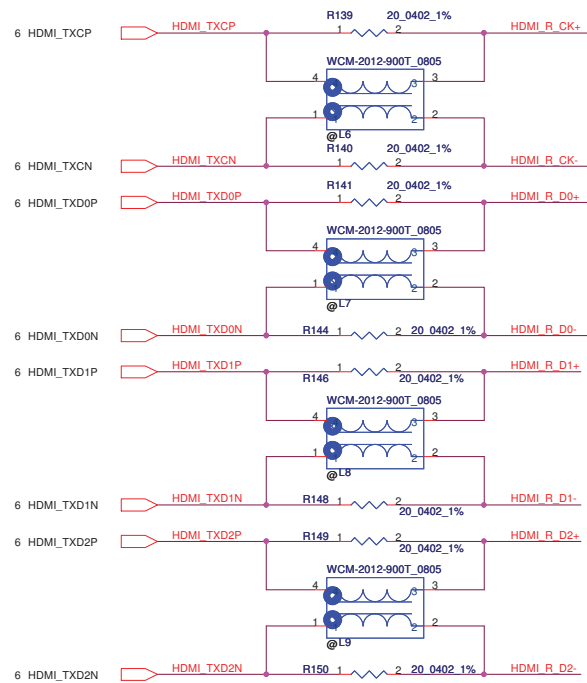 R139 20_0402_1%
6 HDMI_TXCP HDMI_TXCP 1 2 HDMI_R_CK+
WCM-2012-900T_0805
4 3 3
1 2 2
@L6
R140 20_0402_1%
6 HDMI_TXCN HDMI_TXCN 1 2 HDMI_R_CK-
R141 20_0402_1%
6 HDMI_TXD0P HDMI_TXD0P 1 2 HDMI_R_D0+
WCM-2012-900T_0805
4 3 3
1 2 2
@L7
6 HDMI_TXD0N HDMI_TXD0N R144 1 2 20_0402_1% HDMI_R_D0-
6 HDMI_TXD1P HDMI_TXD1P 1 2 HDMI_R_D1+
R146 20_0402_1%
WCM-2012-900T_0805
4 3 3
1 2 2
@L8
6 HDMI_TXD1N HDMI_TXD1N R148 1 2 HDMI_R_D1-
20_0402_1%
6 HDMI_TXD2P HDMI_TXD2P R149 1 2 HDMI_R_D2+
20_0402_1%
WCM-2012-900T_0805
4 3 3
1 2 2
@L9
6 HDMI_TXD2N HDMI_TXD2N R150 1 2 20_0402_1% HDMI_R_D2-